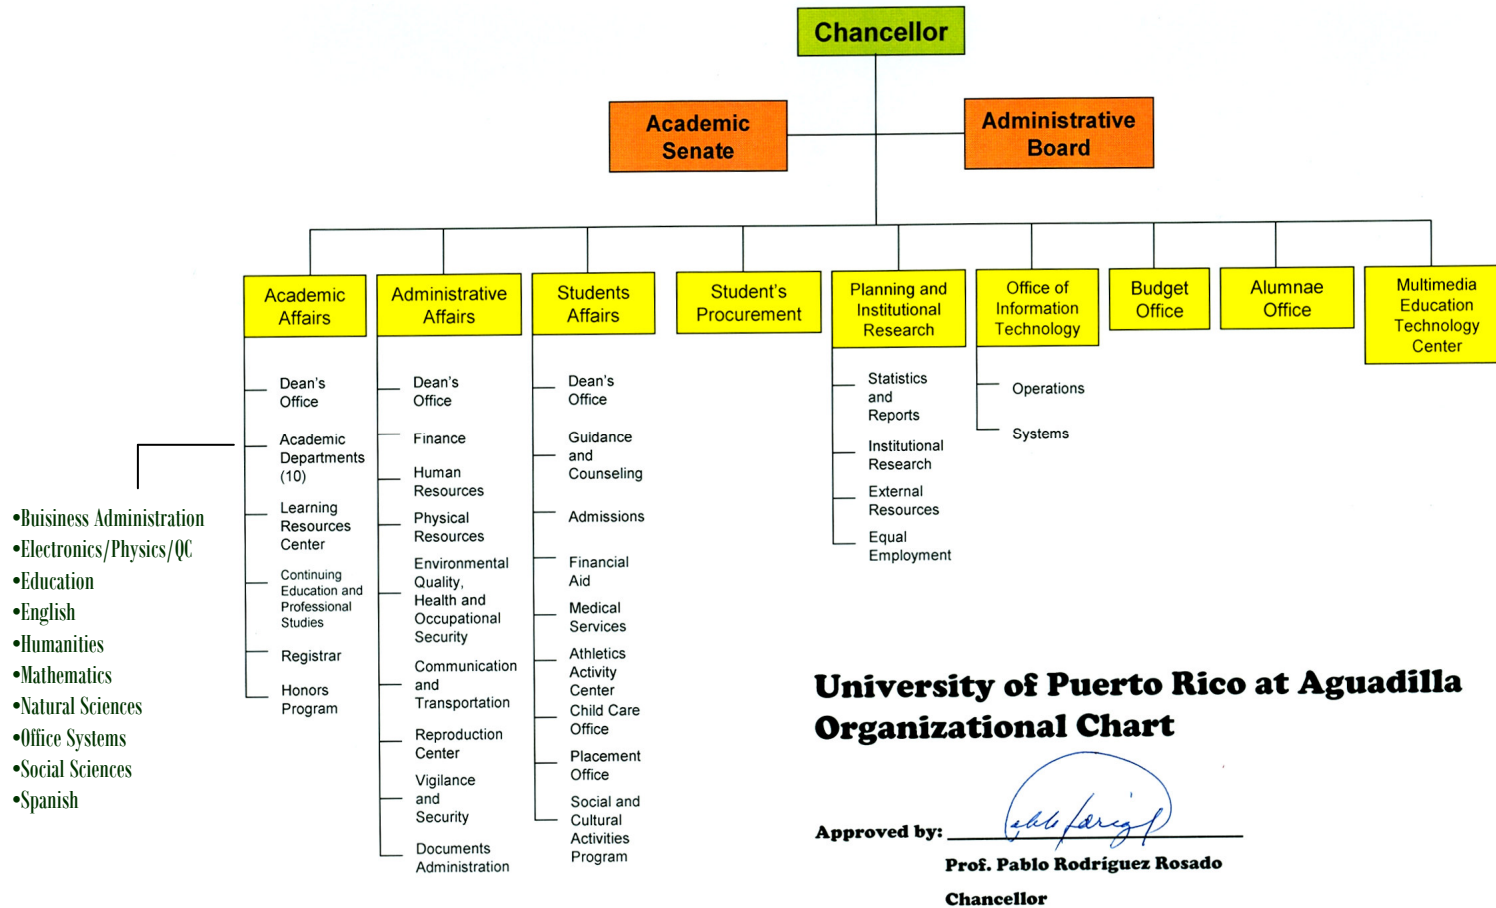 Chancellor
Academic
Senate
Administrative
Board
Academic
Affairs
Administrative
Affairs
Students
Affairs
Student's
Procurement
Planning and
Institutional
Research
Office of
Information
Technology
Budget
Office
Alumnae
Office
Multimedia
Education
Technology
Center
Dean's
Office
Academic
Departments
(10)
Learning
Resources
Center
Continuing
Education and
Professional
Studies
Registrar
Honors
Program
•Buisiness Administration
•Electronics/Physics/QC
•Education
•English
•Humanities
•Mathematics
•Natural Sciences
•Office Systems
•Social Sciences
•Spanish
Dean's
Office
Finance
Human
Resources
Physical
Resources
Environmental
Quality,
Health and
Occupational
Security
Communication
and
Transportation
Reproduction
Center
Vigilance
and
Security
Documents
Administration
Dean's
Office
Guidance
and
Counseling
Admissions
Financial
Aid
Medical
Services
Athletics
Activity
Center
Child Care
Office
Placement
Office
Social and
Cultural
Activities
Program
Statistics
and
Reports
Institutional
Research
External
Resources
Equal
Employment
Operations
Systems
University of Puerto Rico at Aguadilla
Organizational Chart
Approved by:
Prof. Pablo Rodríguez Rosado
Chancellor